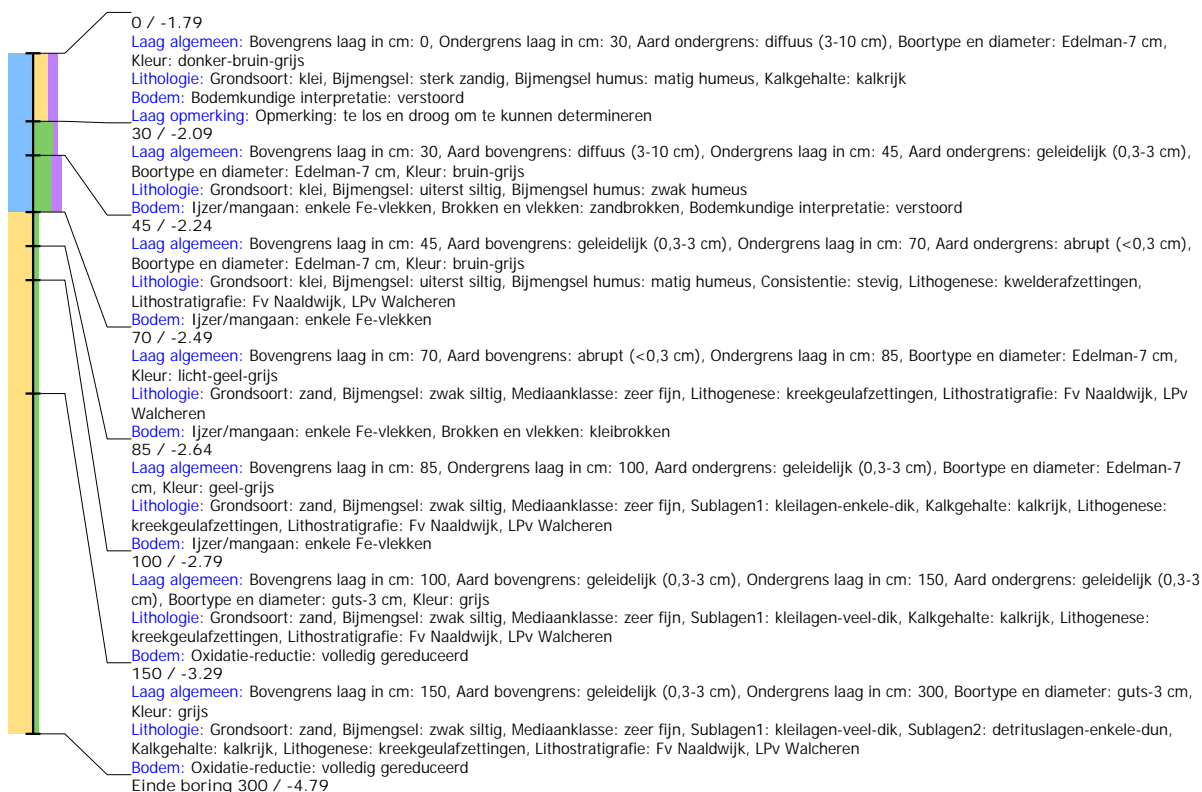 0 / -1.79
Laag algemeen: Bovengrens laag in cm: 0, Ondergrens laag in cm: 30, Aard ondergrens: diffuus (3-10 cm), Boortype en diameter: Edelman-7 cm,
Kleur: donker-bruin-grijs
Lithologie: Grondsoort: klei, Bijmengsel: sterk zandig, Bijmengsel humus: matig humeus, Kalkgehalte: kalkrijk
Bodem: Bodemkundige interpretatie: verstoord
Laag opmerking: Opmerking: te los en droog om te kunnen determineren
30 / -2.09
Laag algemeen: Bovengrens laag in cm: 30, Aard bovengrens: diffuus (3-10 cm), Ondergrens laag in cm: 45, Aard ondergrens: geleidelijk (0,3-3 cm),
Boortype en diameter: Edelman-7 cm, Kleur: bruin-grijs
Lithologie: Grondsoort: klei, Bijmengsel: uiterst siltig, Bijmengsel humus: zwak humeus
Bodem: Ijzer/mangaan: enkele Fe-vlekken, Brokken en vlekken: zandbrokken, Bodemkundige interpretatie: verstoord
45 / -2.24
Laag algemeen: Bovengrens laag in cm: 45, Aard bovengrens: geleidelijk (0,3-3 cm), Ondergrens laag in cm: 70, Aard ondergrens: abrupt (<0,3 cm),
Boortype en diameter: Edelman-7 cm, Kleur: bruin-grijs
Lithologie: Grondsoort: klei, Bijmengsel: uiterst siltig, Bijmengsel humus: matig humeus, Consistentie: stevig, Lithogenese: kwelderafzettingen,
Lithostratigrafie: Fv Naaldwijk, LPv Walcheren
Bodem: Ijzer/mangaan: enkele Fe-vlekken
70 / -2.49
Laag algemeen: Bovengrens laag in cm: 70, Aard bovengrens: abrupt (<0,3 cm), Ondergrens laag in cm: 85, Boortype en diameter: Edelman-7 cm,
Kleur: licht-geel-grijs
Lithologie: Grondsoort: zand, Bijmengsel: zwak siltig, Mediaanklasse: zeer fijn, Lithogenese: kreekgeulafzettingen, Lithostratigrafie: Fv Naaldwijk, LPv
Walcheren
Bodem: Ijzer/mangaan: enkele Fe-vlekken, Brokken en vlekken: kleibrokken
85 / -2.64
Laag algemeen: Bovengrens laag in cm: 85, Ondergrens laag in cm: 100, Aard ondergrens: geleidelijk (0,3-3 cm), Boortype en diameter: Edelman-7
cm, Kleur: geel-grijs
Lithologie: Grondsoort: zand, Bijmengsel: zwak siltig, Mediaanklasse: zeer fijn, Sublagen1: kleilagen-enkele-dik, Kalkgehalte: kalkrijk, Lithogenese:
kreekgeulafzettingen, Lithostratigrafie: Fv Naaldwijk, LPv Walcheren
Bodem: Ijzer/mangaan: enkele Fe-vlekken
100 / -2.79
Laag algemeen: Bovengrens laag in cm: 100, Aard bovengrens: geleidelijk (0,3-3 cm), Ondergrens laag in cm: 150, Aard ondergrens: geleidelijk (0,3-3
cm), Boortype en diameter: guts-3 cm, Kleur: grijs
Lithologie: Grondsoort: zand, Bijmengsel: zwak siltig, Mediaanklasse: zeer fijn, Sublagen1: kleilagen-veel-dik, Kalkgehalte: kalkrijk, Lithogenese:
kreekgeulafzettingen, Lithostratigrafie: Fv Naaldwijk, LPv Walcheren
Bodem: Oxidatie-reductie: volledig gereduceerd
150 / -3.29
Laag algemeen: Bovengrens laag in cm: 150, Aard bovengrens: geleidelijk (0,3-3 cm), Ondergrens laag in cm: 300, Boortype en diameter: guts-3 cm,
Kleur: grijs
Lithologie: Grondsoort: zand, Bijmengsel: zwak siltig, Mediaanklasse: zeer fijn, Sublagen1: kleilagen-veel-dik, Sublagen2: detrituslagen-enkele-dun,
Kalkgehalte: kalkrijk, Lithogenese: kreekgeulafzettingen, Lithostratigrafie: Fv Naaldwijk, LPv Walcheren
Bodem: Oxidatie-reductie: volledig gereduceerd
Einde boring 300 / -4.79